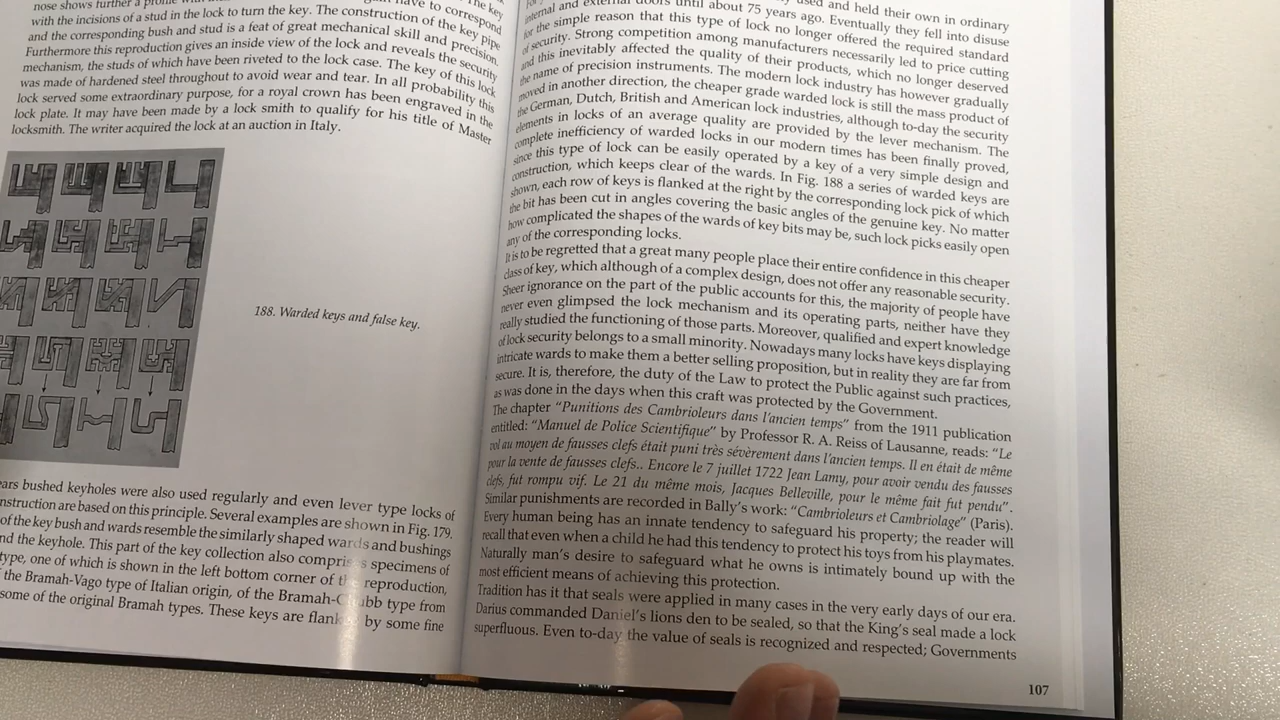 nose shows further a profile with
have to correspond
with the incisions of a stud in the lock to turn the key. The construction of the key pipe
and the corresponding bush and stud is a feat of great mechanical skill and precision.
Furthermore this reproduction gives an inside view of the lock and reveals the security
mechanism, the studs of which have been riveted to the lock case. The key of this lock
was made of hardened steel throughout to avoid wear and tear. In all probability this
lock served some extraordinary purpose, for a royal crown has been engraved in the
lock plate. It may have been made by a lock smith to qualify for his title of Master
locksmith. The writer acquired the lock at an auction in Italy.
188. Warded keys and false key.
ears bushed keyholes were also used regularly and even lever type locks of
nstruction are based on this principle. Several examples are shown in Fig. 179.
of the key bush and wards resemble the similarly shaped wards and bushings
nd the keyhole. This part of the key collection also comprises specimens of
type, one of which is shown in the left bottom corner of the reproduction,
the Bramah-Vago type of Italian origin, of the Bramah-Chubb type from
some of the original Bramah types. These keys are flanked by some fine
used and held their own in ordinary
internal and external doors until about 75 years ago. Eventually they fell into disuse
for the simple reason that this type of lock no longer offered the required standard
of security. Strong competition among manufacturers necessarily led to price cutting
and this inevitably affected the quality of their products, which no longer deserved
the name of precision instruments. The modern lock industry has however gradually
moved in another direction, the cheaper grade warded lock is still the mass product of
the German, Dutch, British and American lock industries, although to-day the security
elements in locks of an average quality are provided by the lever mechanism. The
complete inefficiency of warded locks in our modern times has been finally proved,
since this type of lock can be easily operated by a key of a very simple design and
construction, which keeps clear of the wards. In Fig. 188 a series of warded keys are
shown, each row of keys is flanked at the right by the corresponding lock pick of which
the bit has been cut in angles covering the basic angles of the genuine key. No matter
how complicated the shapes of the wards of key bits may be, such lock picks easily open
any of the corresponding locks.
It is to be regretted that a great many people place their entire confidence in this cheaper
class of key, which although of a complex design, does not offer any reasonable security.
Sheer ignorance on the part of the public accounts for this, the majority of people have
never even glimpsed the lock mechanism and its operating parts, neither have they
really studied the functioning of those parts. Moreover, qualified and expert knowledge
of lock security belongs to a small minority. Nowadays many locks have keys displaying
intricate wards to make them a better selling proposition, but in reality they are far from
secure. It is, therefore, the duty of the Law to protect the Public against such practices,
as was done in the days when this craft was protected by the Government.
The chapter “Punitions des Cambrioleurs dans l'ancien temps” from the 1911 publication
entitled: “Manuel de Police Scientifique” by Professor R. A. Reiss of Lausanne, reads: “Le
vol au moyen de fausses clefs était puni très sévèrement dans l'ancien temps. Il en était de même
pour la vente de fausses clefs.. Encore le 7 juillet 1722 Jean Lamy, pour avoir vendu des fausses
clefs, fut rompu vif. Le 21 du même mois, Jacques Belleville, pour le même fait fut pendu”.
Similar punishments are recorded in Bally's work: “Cambrioleurs et Cambriolage” (Paris).
Every human being has an innate tendency to safeguard his property; the reader will
recall that even when a child he had this tendency to protect his toys from his playmates.
Naturally man's desire to safeguard what he owns is intimately bound up with the
most efficient means of achieving this protection.
Tradition has it that seals were applied in many cases in the very early days of our era.
Darius commanded Daniel's lions den to be sealed, so that the King's seal made a lock
superfluous. Even to-day the value of seals is recognized and respected; Governments
107